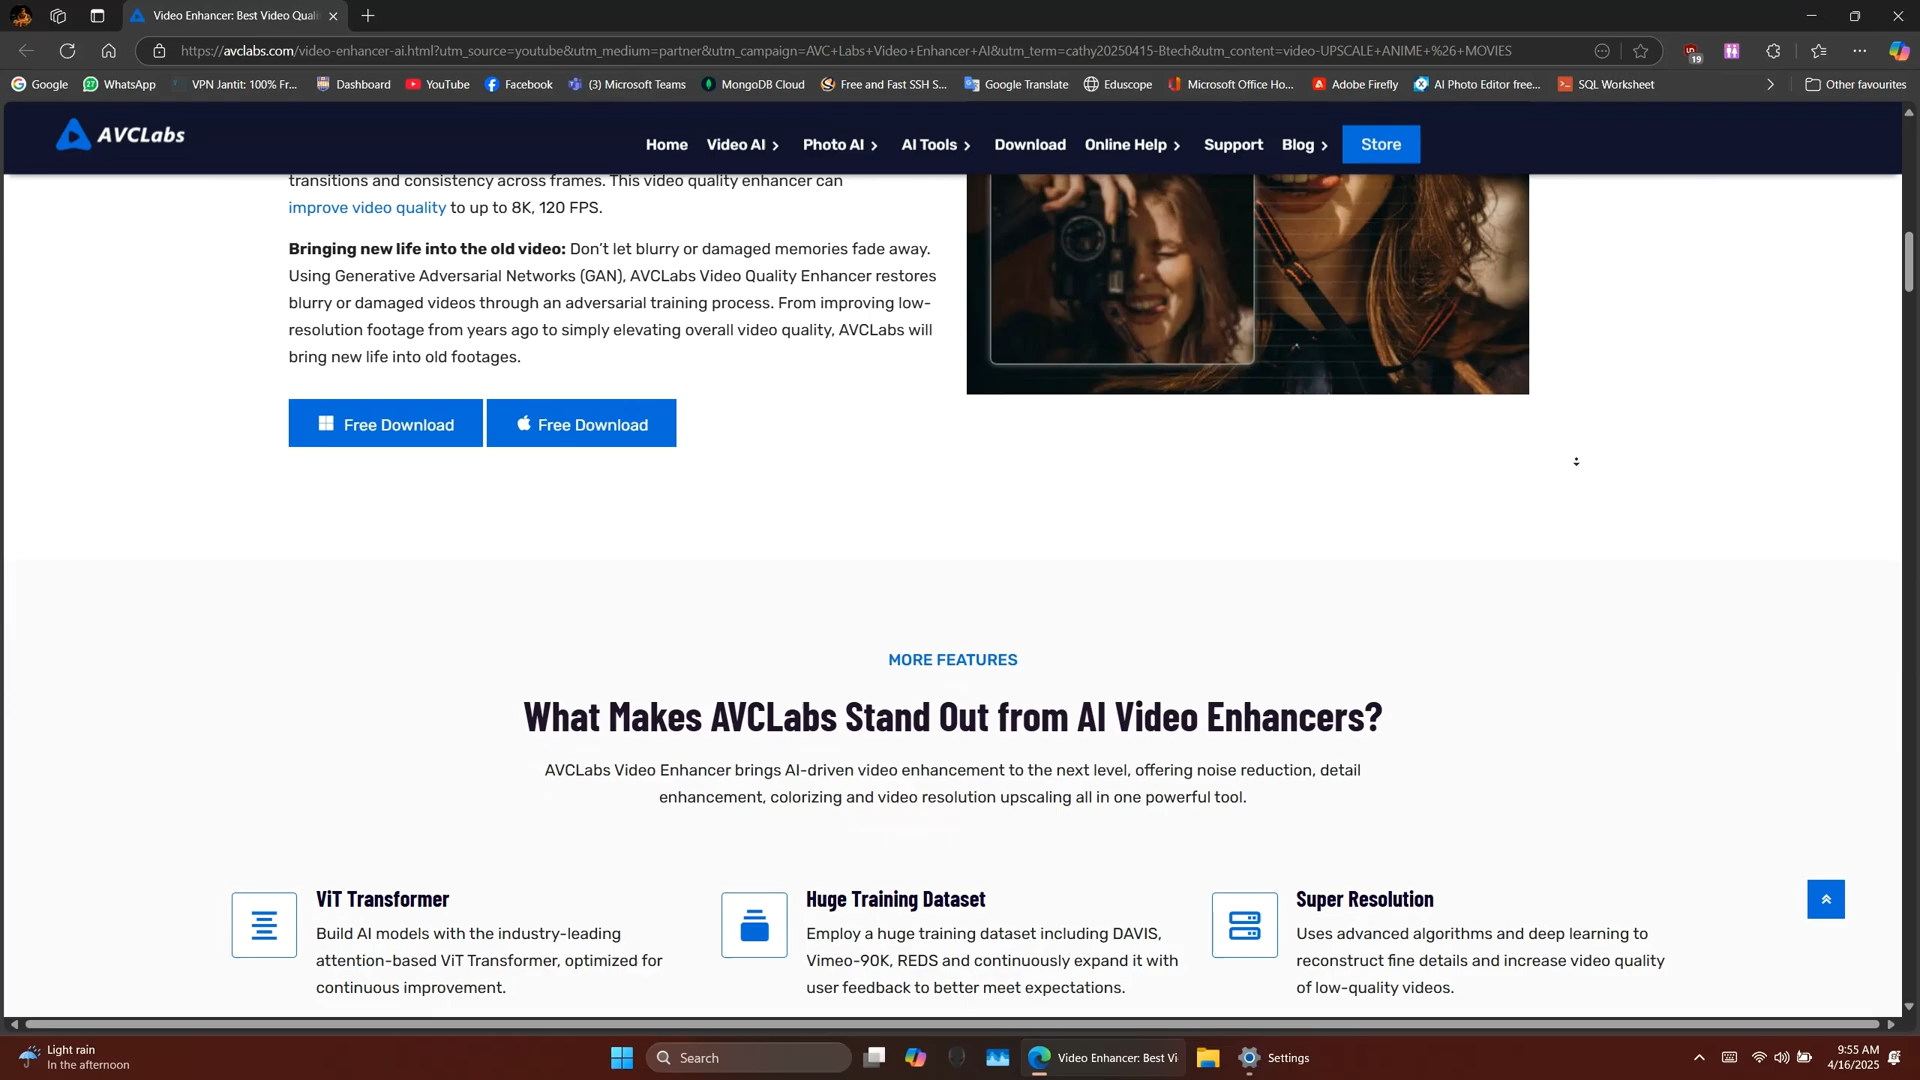 Video Enhancer: Best Video Quali
https://avclabs.com/video-enhancer-ai.html?utm_source=youtube&utm_medium=partner&utm_campaign=AVC+Labs+Video+Enhancer+AI&utm_term=cathy20250415-Btech&utm_content=video-UPSCALE+ANIME+%26+MOVIES
19
Google
WhatsApp
VPN Jantit: 100% Fr...
Dashboard
YouTube
Facebook
(3) Microsoft Teams
MongoDB Cloud
Free and Fast SSH S...
Google Translate
Eduscope
Microsoft Office Ho...
Adobe Firefly
AI Photo Editor free...
SQL Worksheet
Other favourites
AVCLabs
Home
Video AI
Photo AI
AI Tools
Download
Online Help
Support
Blog
Store
transitions and consistency across frames. This video quality enhancer can
improve video quality to up to 8K, 120 FPS.
Bringing new life into the old video: Don't let blurry or damaged memories fade away.
Using Generative Adversarial Networks (GAN), AVCLabs Video Quality Enhancer restores
blurry or damaged videos through an adversarial training process. From improving low-
resolution footage from years ago to simply elevating overall video quality, AVCLabs will
bring new life into old footages.
Free Download
Free Download
MORE FEATURES
What Makes AVCLabs Stand Out from AI Video Enhancers?
AVCLabs Video Enhancer brings AI-driven video enhancement to the next level, offering noise reduction, detail
enhancement, colorizing and video resolution upscaling all in one powerful tool.
ViT Transformer
Build AI models with the industry-leading
attention-based ViT Transformer, optimized for
continuous improvement.
Huge Training Dataset
Employ a huge training dataset including DAVIS,
Vimeo-90K, REDS and continuously expand it with
user feedback to better meet expectations.
Super Resolution
Uses advanced algorithms and deep learning to
reconstruct fine details and increase video quality
of low-quality videos.
Light rain
In the afternoon
Search
Video Enhancer: Best Vi
Settings
9:55 AM
4/16/2025